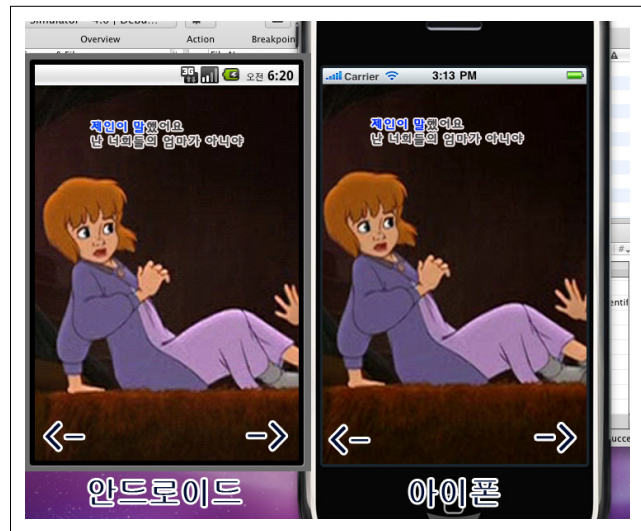 Overview Action Breakpoin
3G 오전 6:20
제인이 말했어요
난 너희들의 엄마가 아니야
Carrier 3:13 PM
제인이 말했어요
난 너희들의 엄마가 아니야
안드로이드
아이폰